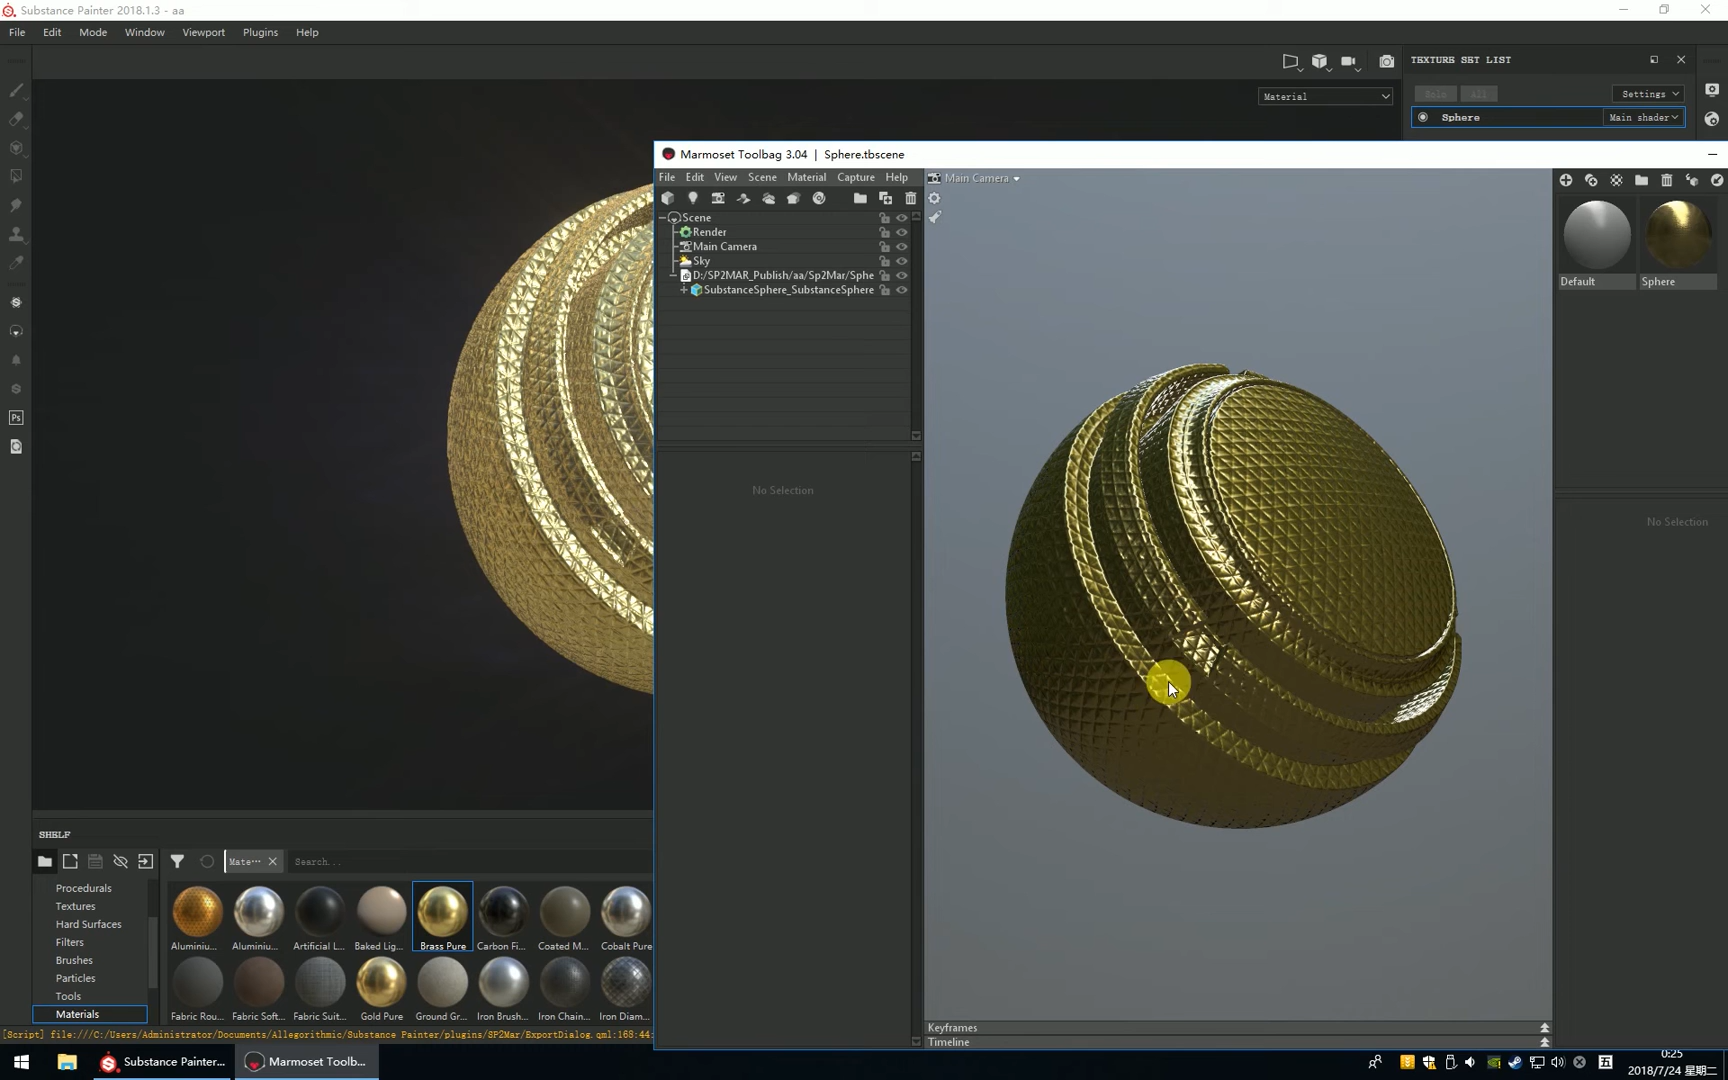 Substance Painter 2018.1.3 - aa
File Edit Mode Window Viewport Plugins Help
TEXTURE SET LIST
Material
Solo All Settings
Sphere Main shader
Marmoset Toolbag 3.04 | Sphere.tbscene
File Edit View Scene Material Capture Help
Main Camera
Scene
Render
Main Camera
Sky
D:/SP2MAR_Publish/aa/Sp2Mar/Sphe
SubstanceSphere_SubstanceSphere
Default Sphere
No Selection
No Selection
SHELF
Mate··· Search...
Procedurals
Textures
Hard Surfaces
Filters
Brushes
Particles
Tools
Materials
Aluminiu... Aluminiu... Artificial L... Baked Lig... Brass Pure Carbon Fi... Coated M... Cobalt Pure
Fabric Rou... Fabric Soft... Fabric Suit... Gold Pure Ground Gr... Iron Brush... Iron Chain... Iron Diam...
Keyframes
Timeline
[Script] file:///C:/Users/Administrator/Documents/Allegorithmic/Substance Painter/plugins/SP2Mar/ExportDialog.qml:168:44:
Ps
Substance Painter... Marmoset Toolb...
五
0:25
2018/7/24 星期二